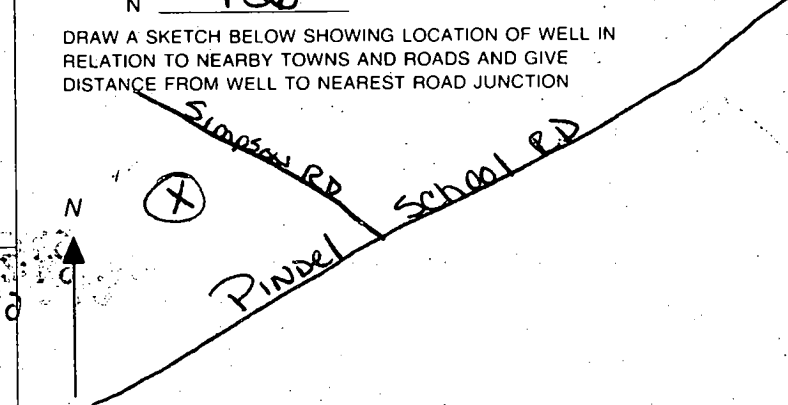 N
DRAW A SKETCH BELOW SHOWING LOCATION OF WELL IN
RELATION TO NEARBY TOWNS AND ROADS AND GIVE
DISTANCE FROM WELL TO NEAREST ROAD JUNCTION
Simpson RD
School RD
X
N
Pindel